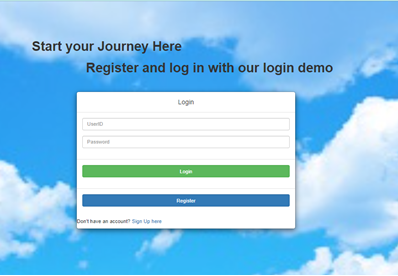 Start your Journey Here
Register and log in with our login demo
Login
UserID
Password
Login
Register
Don't have an account? Sign Up here